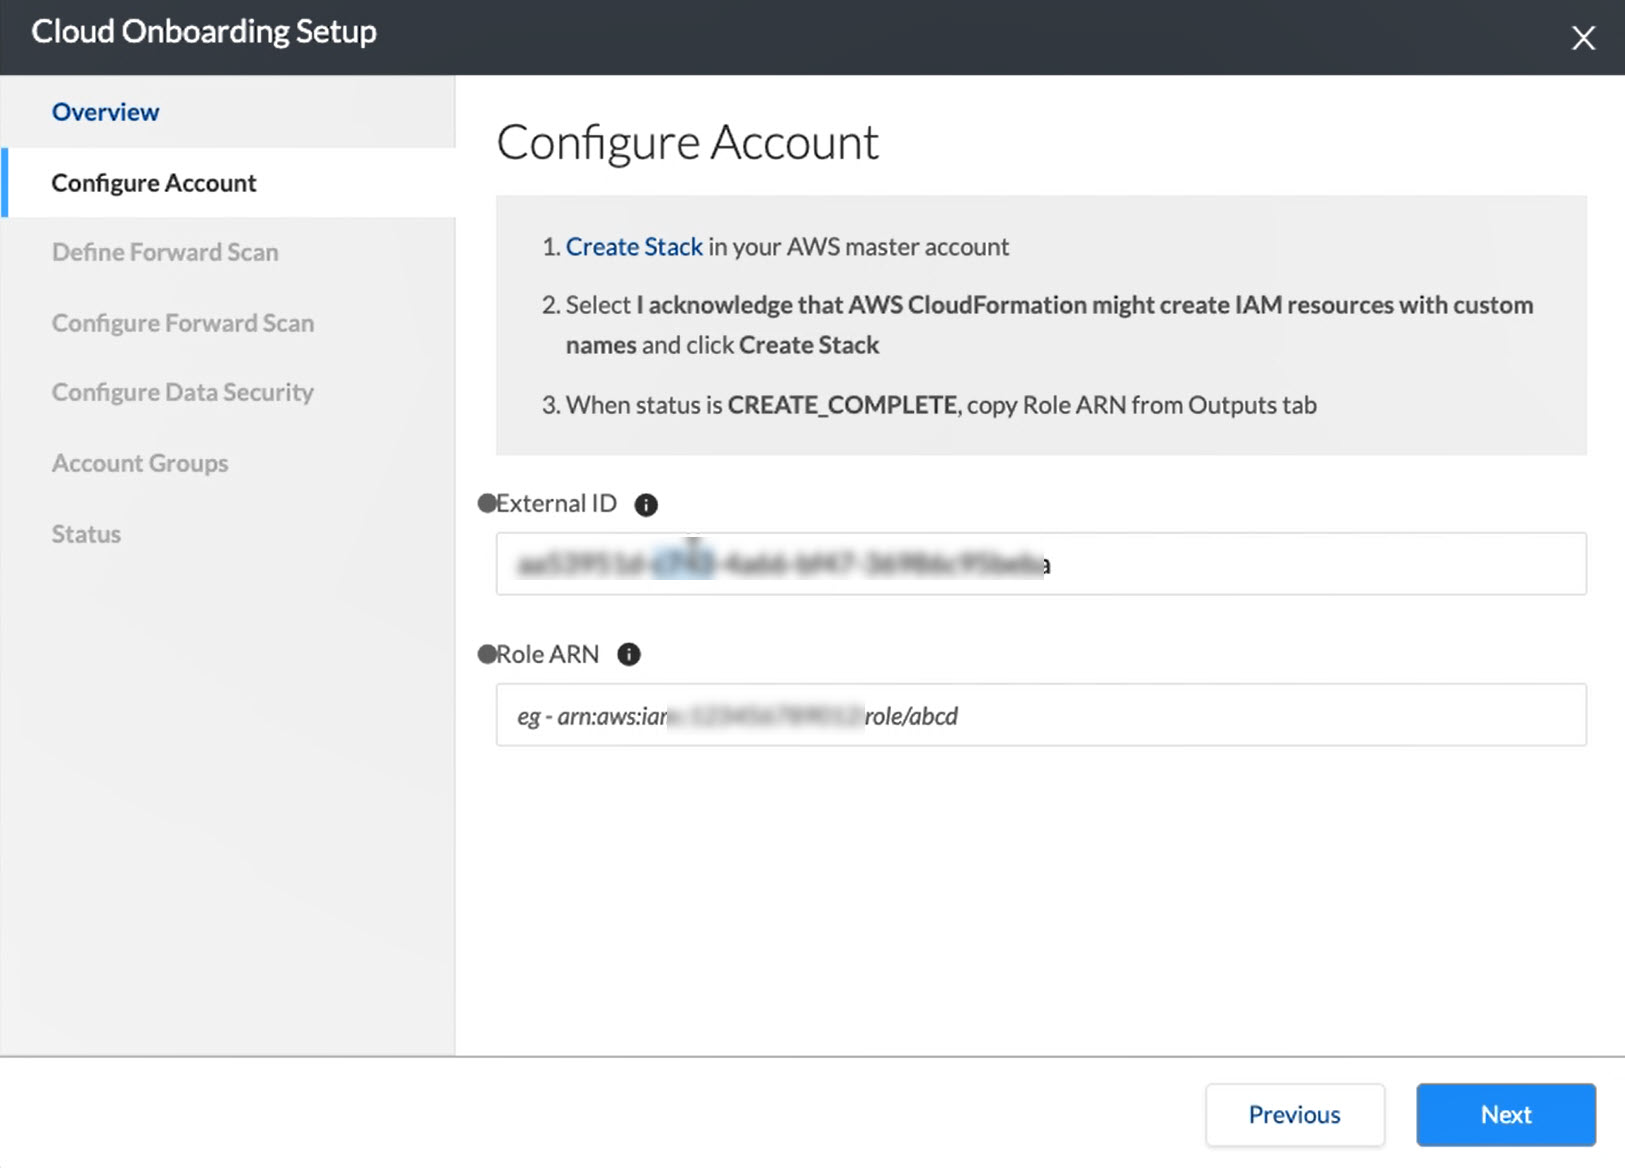 Cloud Onboarding Setup
Overview
Configure Account
Define Forward Scan
Configure Forward Scan
Configure Data Security
Account Groups
Status
Configure Account
1. Create Stack in your AWS master account
2. Select I acknowledge that AWS CloudFormation might create IAM resources with custom
names and click Create Stack
3. When status is CREATE_COMPLETE, copy Role ARN from Outputs tab
External ID
Role ARN
eg - arn:aws:iam role/abcd
Previous
Next